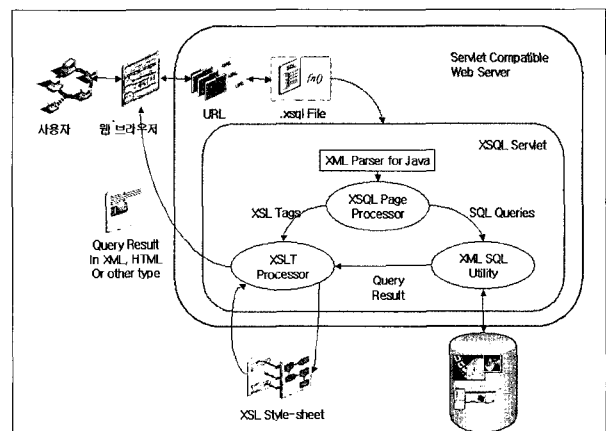 Servlet Compatible
Web Server
사용자
웹 브라우저
URL
.xsql File
fn()
XSQL Servlet
XML Parser for Java
XSQL Page
Processor
XSL Tags
SQL Queries
Query Result
In XML, HTML
Or other type
XSLT
Processor
XML SQL
Utility
Query
Result
XSL Style-sheet